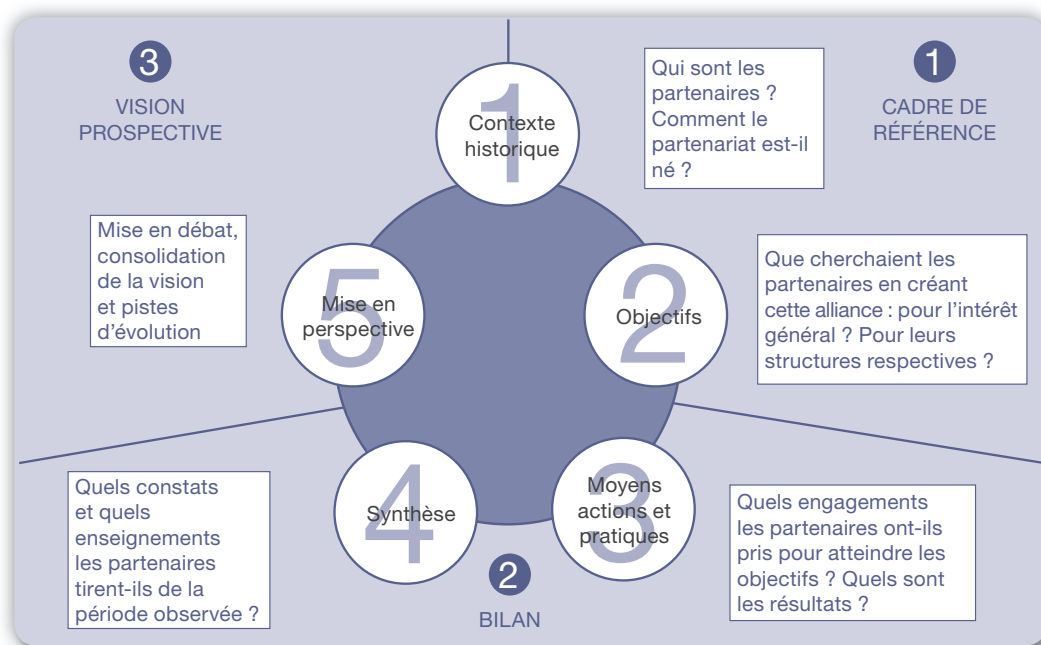 1
CADRE DE
RÉFÉRENCE
1
Contexte
historique
Qui sont les
partenaires ?
Comment le
partenariat est-il
né ?
2
Objectifs
Que cherchaient les
partenaires en créant
cette alliance : pour l'intérêt
général ? Pour leurs
structures respectives ?
2
BILAN
3
Moyens
actions et
pratiques
Quels engagements
les partenaires ont-ils
pris pour atteindre les
objectifs ? Quels sont
les résultats ?
4
Synthèse
Quels constats
et quels
enseignements
les partenaires
tirent-ils de la
période observée ?
3
VISION
PROSPECTIVE
5
Mise en
perspective
Mise en débat,
consolidation
de la vision
et pistes
d'évolution